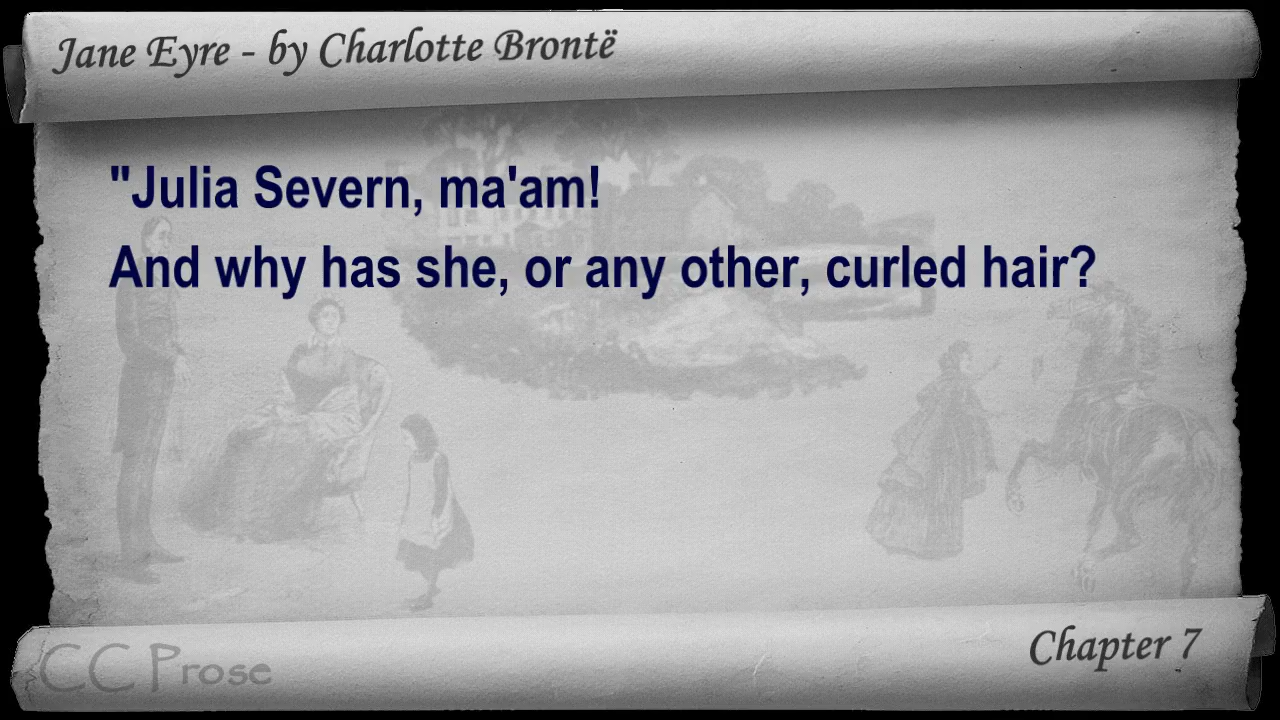 Jane Eyre - by Charlotte Brontë
"Julia Severn, ma'am!
And why has she, or any other, curled hair?
Chapter 7
CC Prose